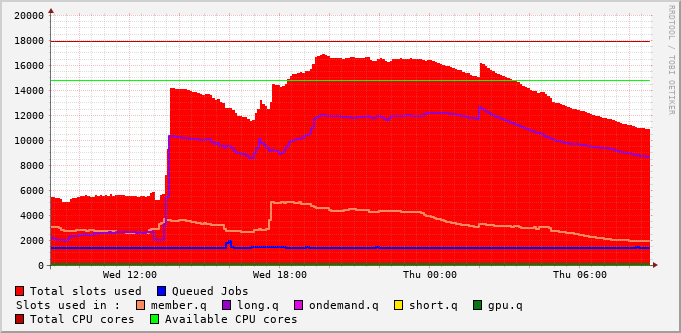 20000
18000
16000
14000
12000
10000
8000
6000
4000
2000
0
Wed 12:00 Wed 18:00 Thu 00:00 Thu 06:00
Total slots used Queued Jobs
Slots used in : member.q long.q ondemand.q short.q gpu.q
Total CPU cores Available CPU cores
RRDTOOL / TOBI OETIKER